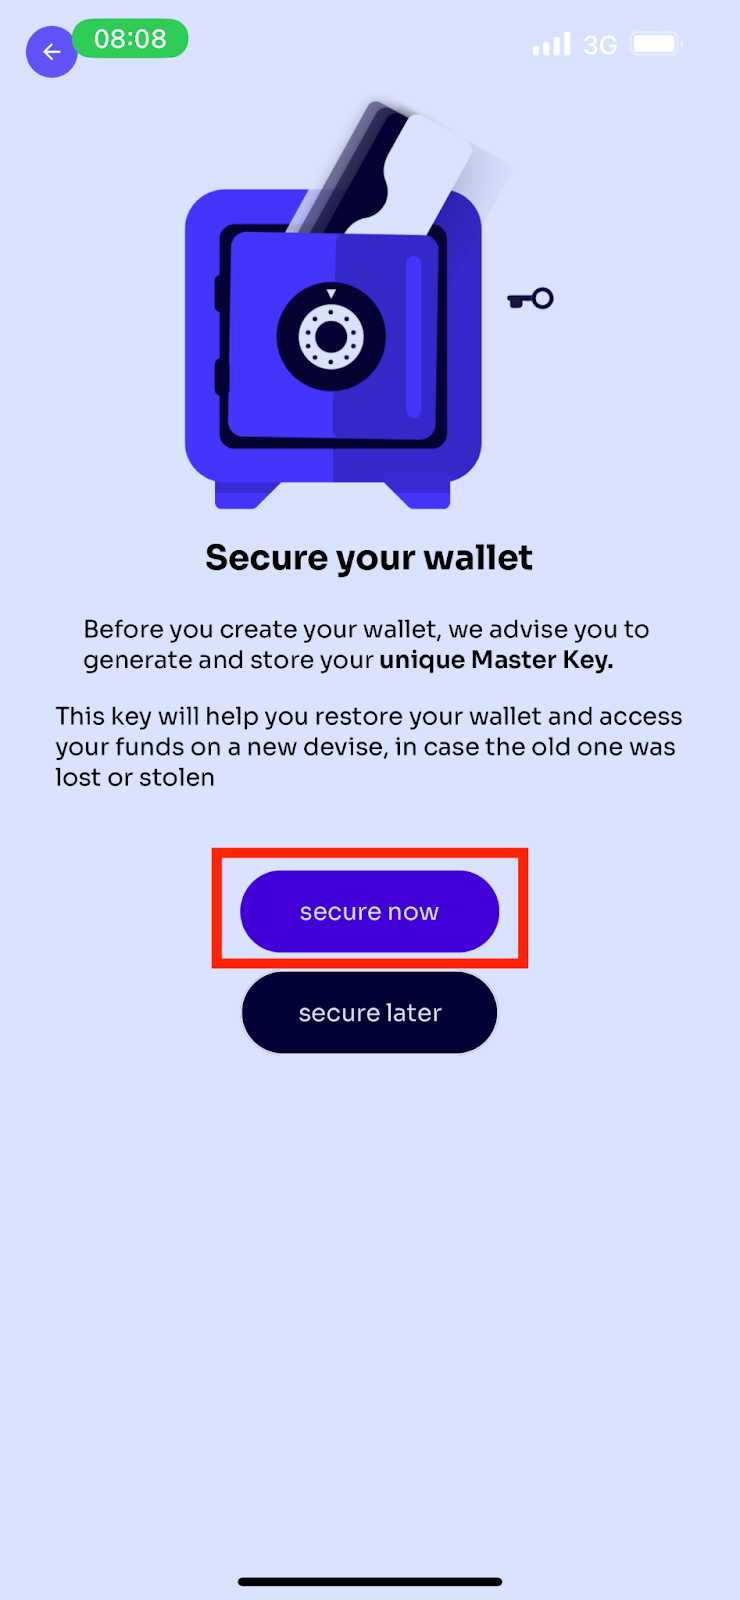 08:08
3G
Secure your wallet
Before you create your wallet, we advise you to
generate and store your unique Master Key.
This key will help you restore your wallet and access
your funds on a new devise, in case the old one was
lost or stolen
secure now
secure later